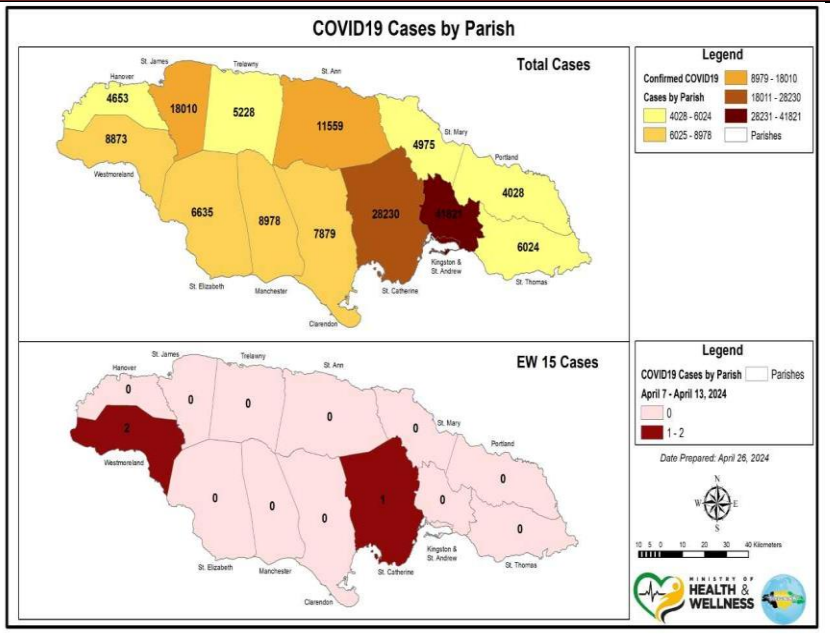 COVID19 Cases by Parish
Total Cases
Hanover
St. James
Trelawny
St. Ann
St. Mary
Portland
Westmoreland
St. Elizabeth
Manchester
Clarendon
St. Catherine
Kingston &
St. Andrew
St. Thomas
4653
18010
5228
11559
4975
4028
8873
6635
8978
7879
28230
41821
6024
Legend
Confirmed COVID19
Cases by Parish
4028 - 6024
6025 - 8978
8979 - 18010
18011 - 28230
28231 - 41821
Parishes
EW 15 Cases
Hanover
St. James
Trelawny
St. Ann
St. Mary
Portland
Westmoreland
St. Elizabeth
Manchester
Clarendon
St. Catherine
Kingston &
St. Andrew
St. Thomas
0
0
0
0
0
0
2
0
0
0
1
0
0
Legend
COVID19 Cases by Parish
Parishes
April 7 - April 13, 2024
0
1 - 2
Date Prepared: April 26, 2024
N
W E
S
10 5 0 10 20 30 40 Kilometers
MINISTRY OF
HEALTH &
WELLNESS